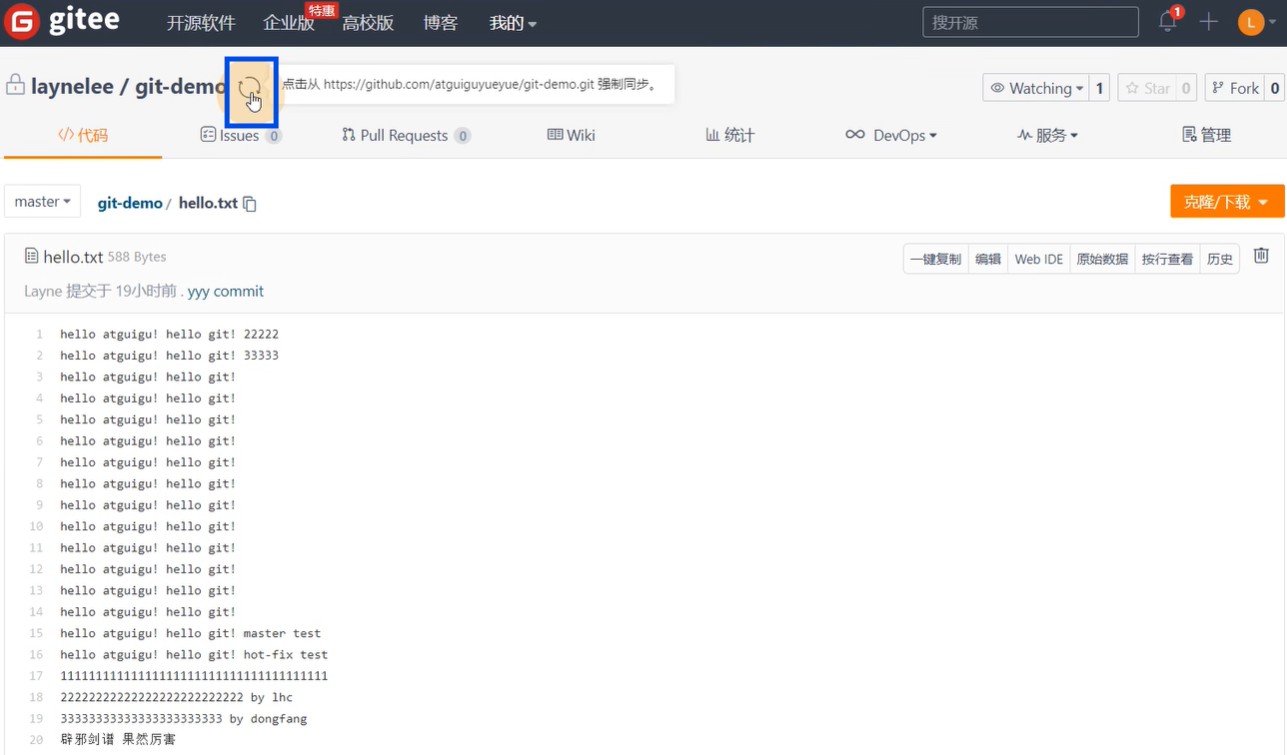 gitee 开源软件 企业版 特惠 高校版 博客 我的 搜开源 1 L
laynelee / git-demo 点击从 https://github.com/atguiguyueyue/git-demo.git 强制同步。 Watching 1 Star 0 Fork 0
代码 Issues 0 Pull Requests 0 Wiki 统计 DevOps 服务 管理
master git-demo / hello.txt 克隆/下载
hello.txt 588 Bytes 一键复制 编辑 Web IDE 原始数据 按行查看 历史
Layne 提交于 19小时前 . yyy commit
1 hello atguigu! hello git! 22222
2 hello atguigu! hello git! 33333
3 hello atguigu! hello git!
4 hello atguigu! hello git!
5 hello atguigu! hello git!
6 hello atguigu! hello git!
7 hello atguigu! hello git!
8 hello atguigu! hello git!
9 hello atguigu! hello git!
10 hello atguigu! hello git!
11 hello atguigu! hello git!
12 hello atguigu! hello git!
13 hello atguigu! hello git!
14 hello atguigu! hello git!
15 hello atguigu! hello git! master test
16 hello atguigu! hello git! hot-fix test
17 11111111111111111111111111111111111111
18 22222222222222222222222222 by lhc
19 33333333333333333333333 by dongfang
20 辟邪剑谱 果然厉害